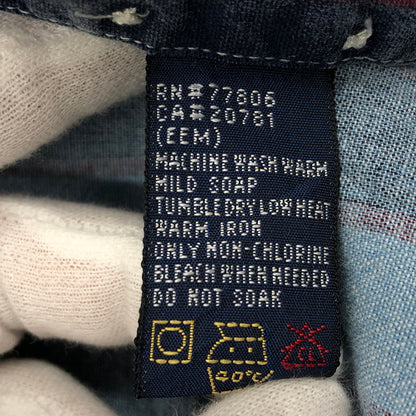 RN#77806
CA#20781
(EEM)
MACHINE WASH WARM
MILD SOAP
TUMBLE DRY LOW HEAT
WARM IRON
ONLY NON-CHLORINE
BLEACH WHEN NEEDED
DO NOT SOAK
40°C